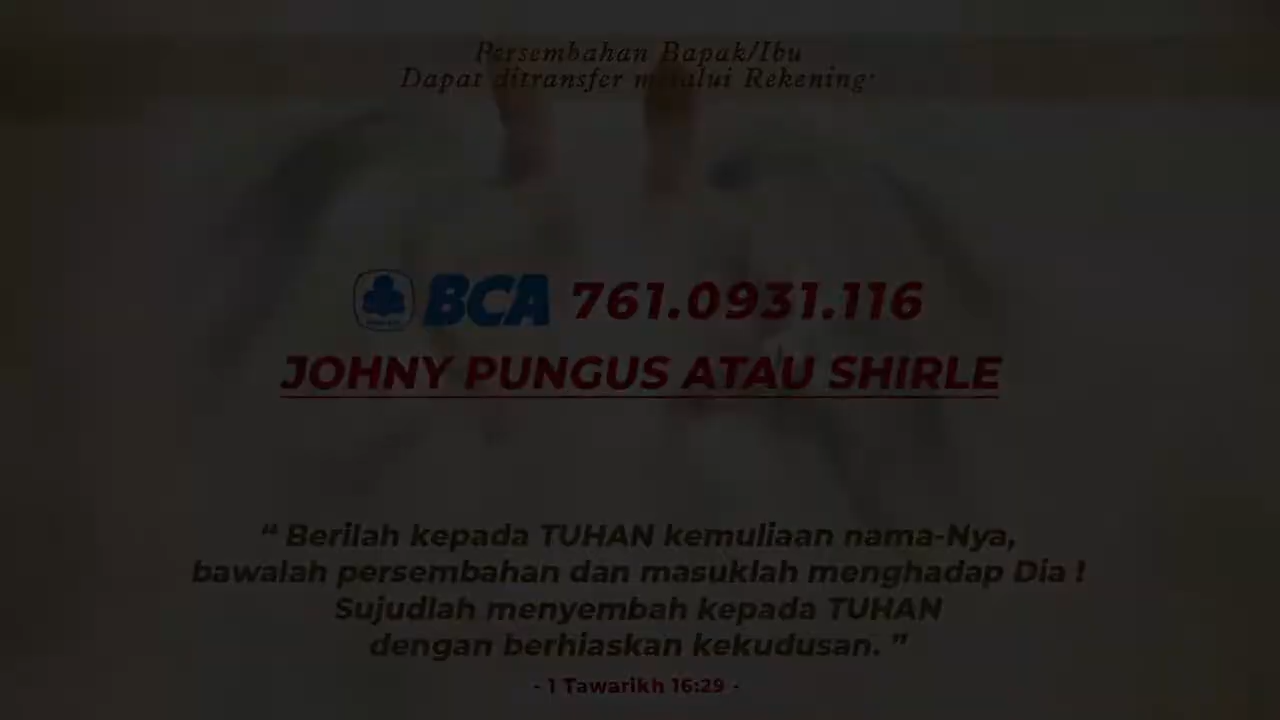 Persembahan Bapak/Ibu
Dapat ditransfer melalui Rekening:
BCA 761.0931.116
JOHNY PUNGUS ATAU SHIRLE
“ Berilah kepada TUHAN kemuliaan nama-Nya,
bawalah persembahan dan masuklah menghadap Dia !
Sujudlah menyembah kepada TUHAN
dengan berhiaskan kekudusan. ”
- 1 Tawarikh 16:29 -